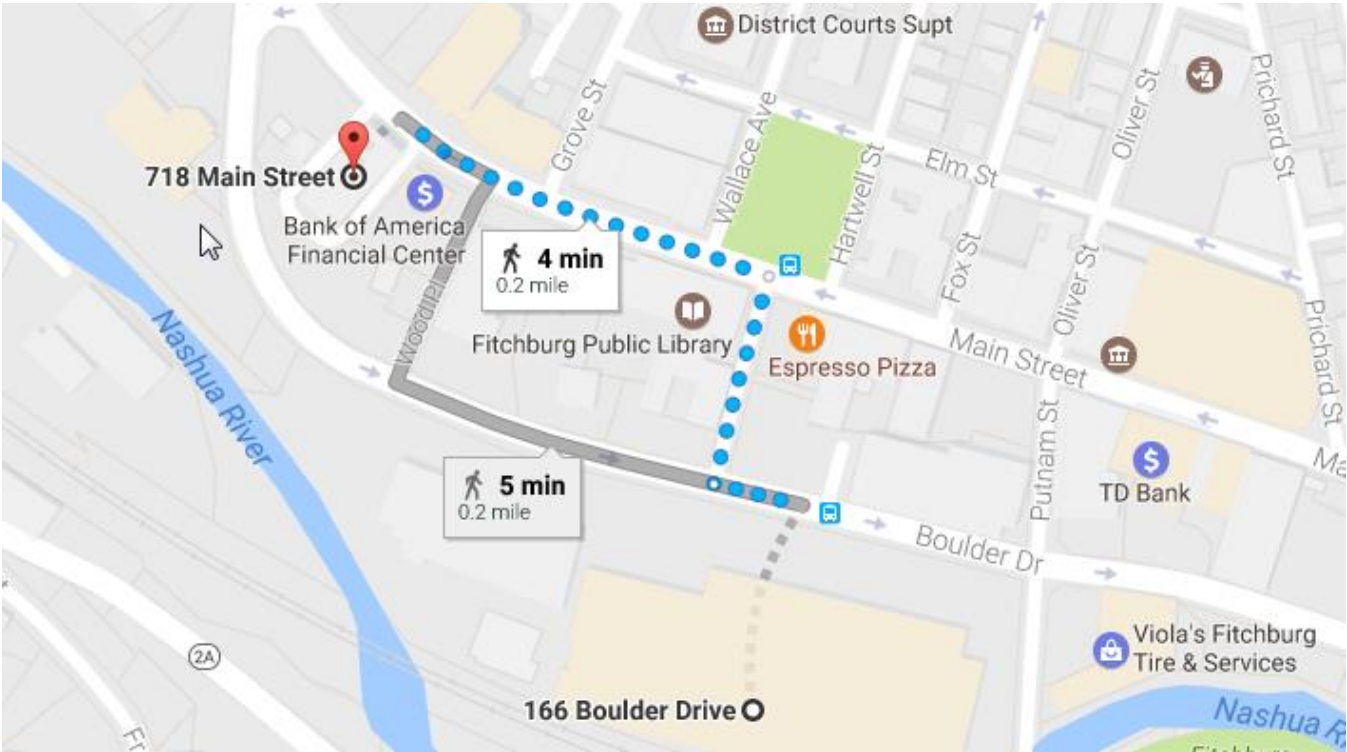 District Courts Supt
Grove St
Wallace Ave
Hartwell St
Elm St
Oliver St
Prichard St
718 Main Street
$
Bank of America
Financial Center
4 min
0.2 mile
Fox St
Oliver St
Prichard St
Fitchburg Public Library
Espresso Pizza
Main Street
Nashua River
5 min
0.2 mile
Putnam St
$
TD Bank
Boulder Dr
2A
Viola's Fitchburg
Tire & Services
166 Boulder Drive
Nashua